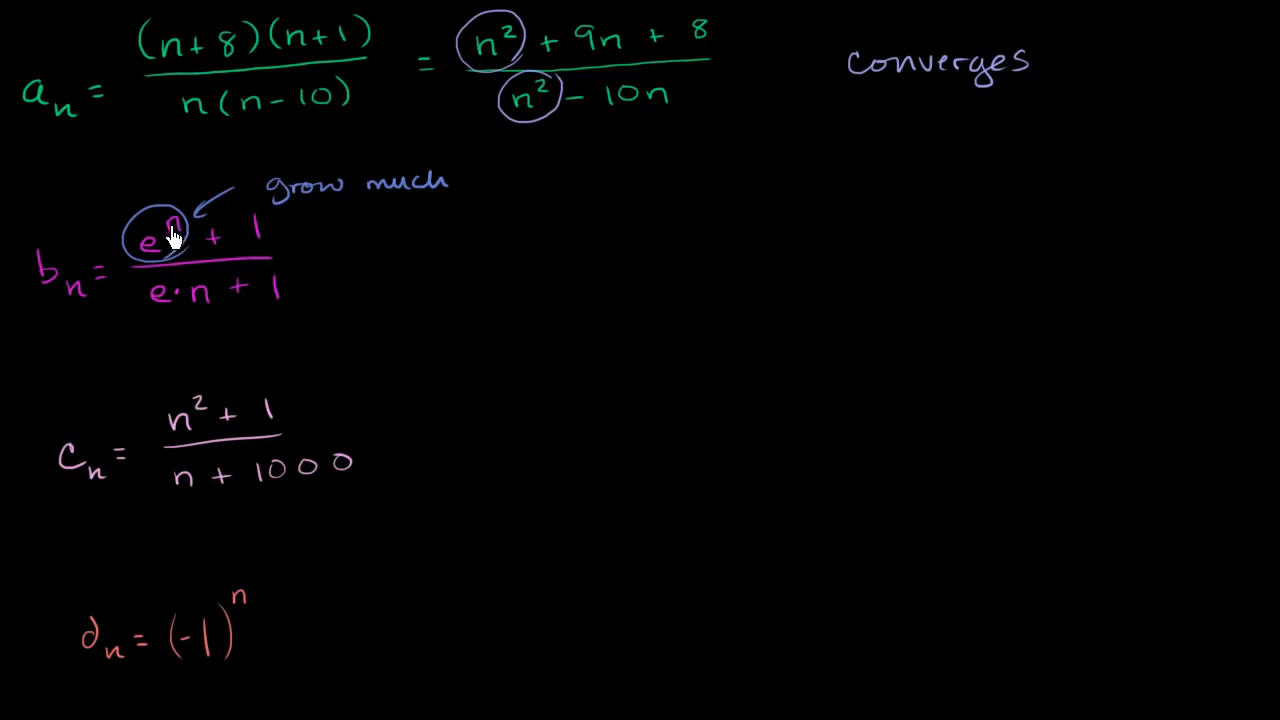 aₙ = (n+8)(n+1) / n(n-10) = n² + 9n + 8 / n² - 10n converges
grow much
bₙ = eⁿ + 1 / e·n + 1
cₙ = n² + 1 / n + 1000
dₙ = (-1)ⁿ